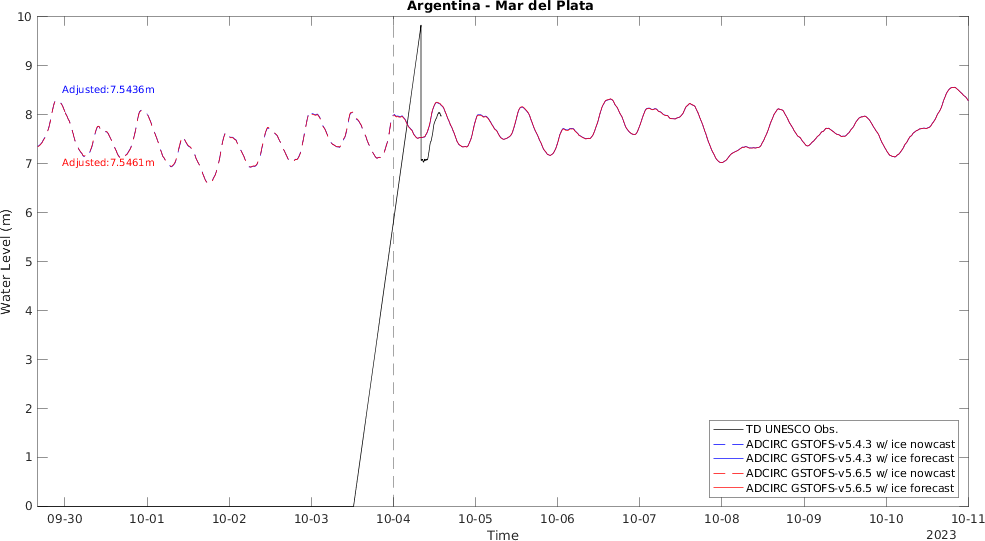 Argentina - Mar del Plata
10
9
8
7
6
5
4
3
2
1
0
Water Level (m)
Adjusted:7.5436m
Adjusted:7.5461m
TD UNESCO Obs.
ADCIRC GSTOFS-v5.4.3 w/ ice nowcast
ADCIRC GSTOFS-v5.4.3 w/ ice forecast
ADCIRC GSTOFS-v5.6.5 w/ ice nowcast
ADCIRC GSTOFS-v5.6.5 w/ ice forecast
09-30 10-01 10-02 10-03 10-04 10-05 10-06 10-07 10-08 10-09 10-10 10-11
Time
2023